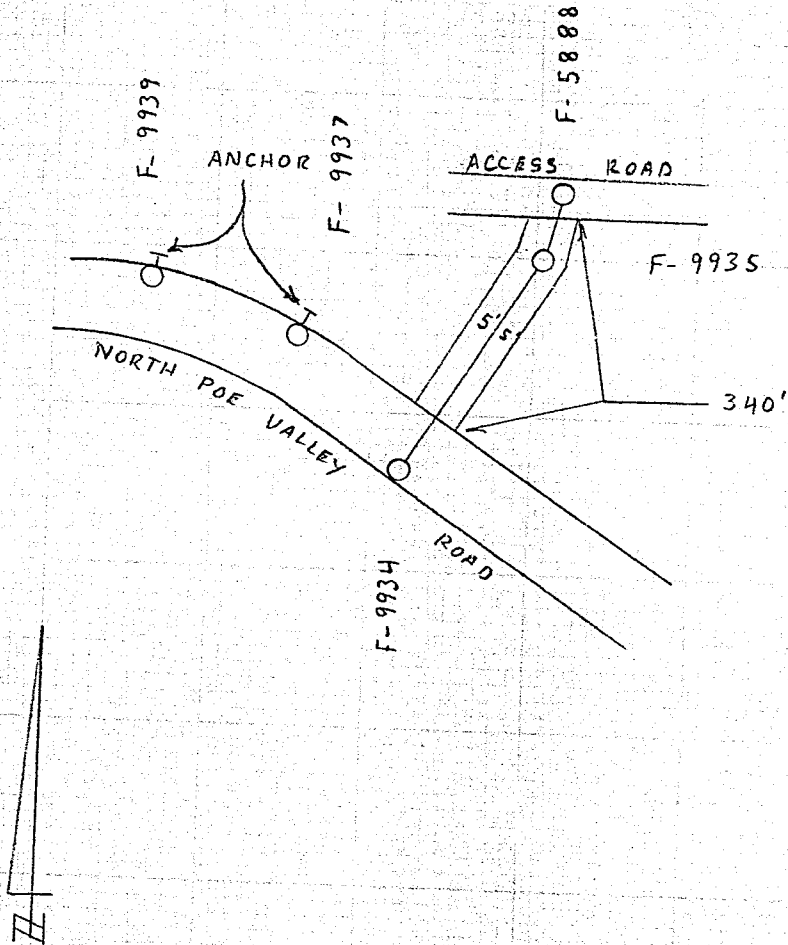 F-5888
F-9939
ANCHOR
F-9937
ACCESS ROAD
F-9935
5' 5'
340'
NORTH POE VALLEY ROAD
F-9934
N